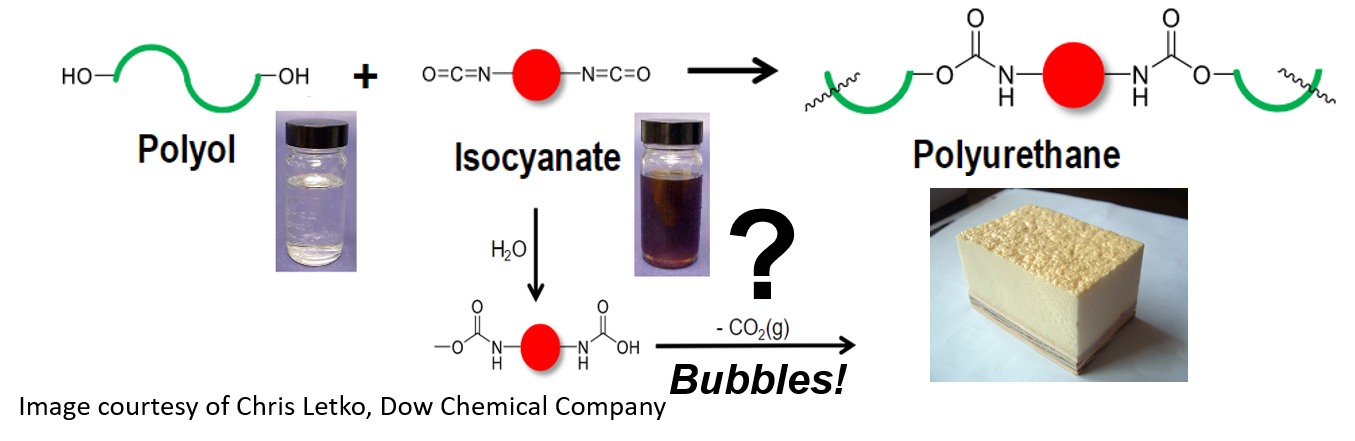 HO OH + O=C=N N=C=O O O
O N H N H O
Polyol Isocyanate Polyurethane
?
H₂O
O O
O N H N H OH
- CO₂(g)
Bubbles!
Image courtesy of Chris Letko, Dow Chemical Company